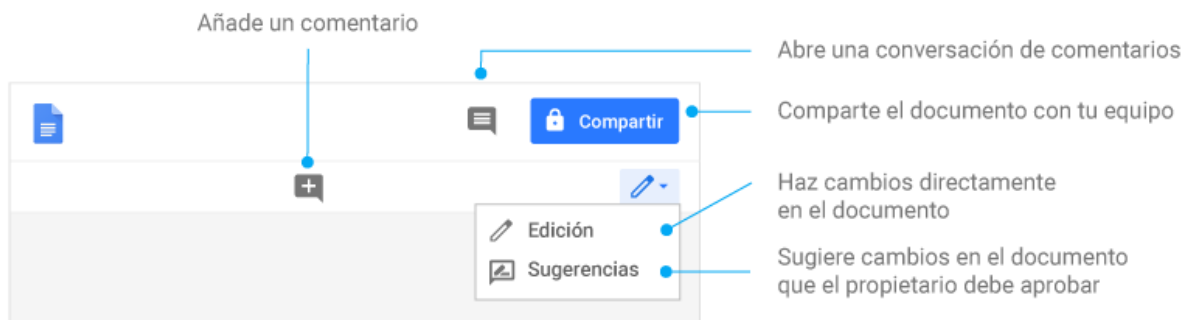 Añade un comentario
Abre una conversación de comentarios
Compartir
Comparte el documento con tu equipo
Haz cambios directamente
en el documento
Edición
Sugerencias
Sugiere cambios en el documento
que el propietario debe aprobar